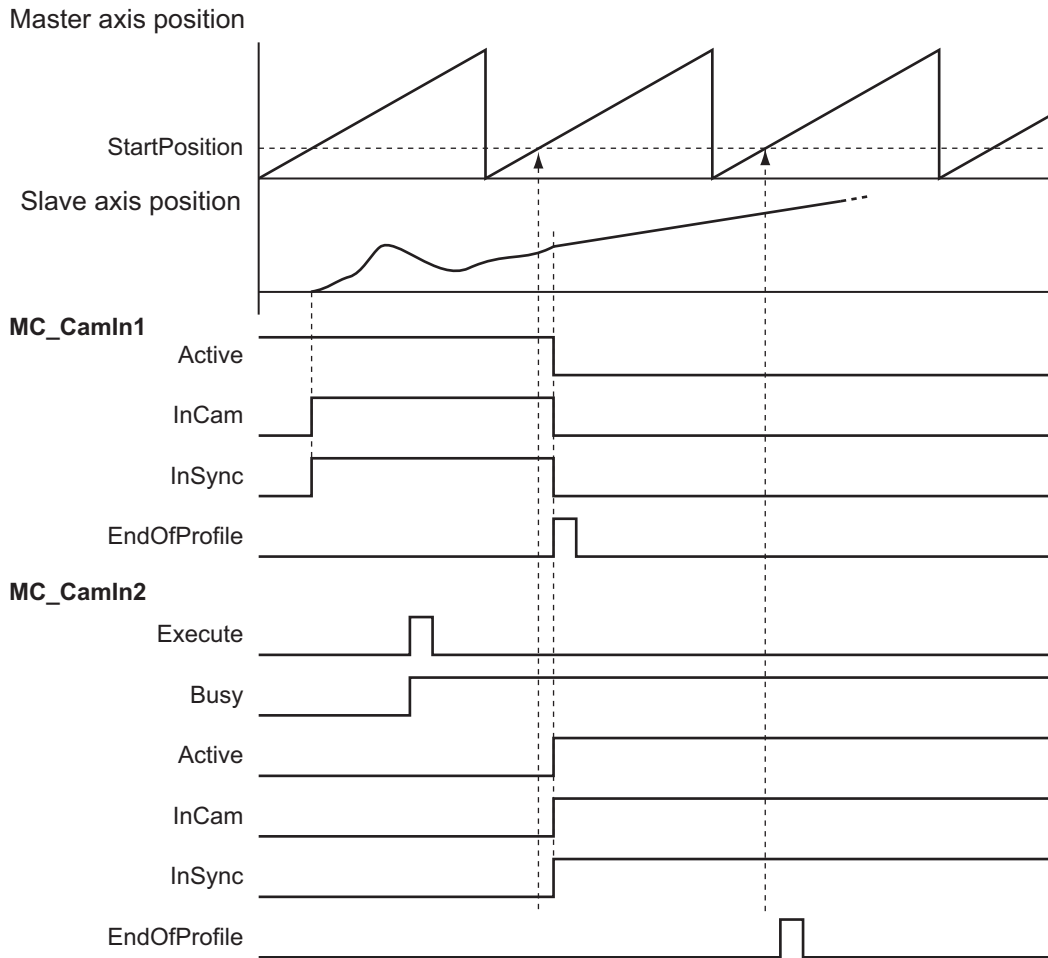 Master axis position
StartPosition
Slave axis position
MC_CamIn1
Active
InCam
InSync
EndOfProfile
MC_CamIn2
Execute
Busy
Active
InCam
InSync
EndOfProfile